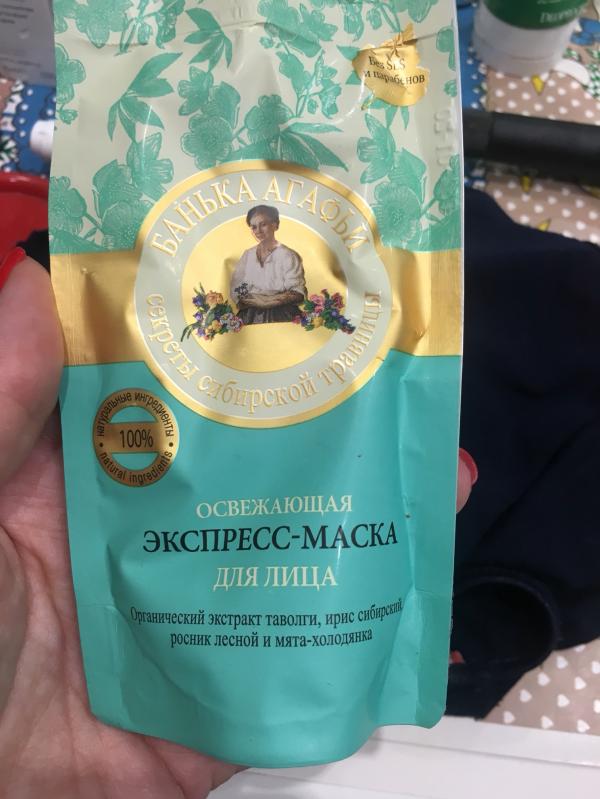 Без SLS
и парабенов
БАНЬКА АГАФЬИ
секреты сибирской травницы
натуральные ингредиенты
100%
natural ingredients
ОСВЕЖАЮЩАЯ
ЭКСПРЕСС-МАСКА
ДЛЯ ЛИЦА
Органический экстракт таволги, ирис сибирский,
росник лесной и мята-холодянка